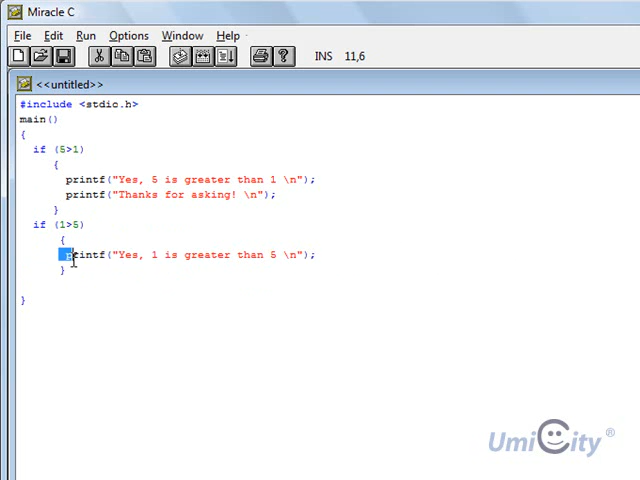 Miracle C
File Edit Run Options Window Help
INS 11,6
<<untitled>>
#include <stdic.h>
main()
{
if (5>1)
{
printf("Yes, 5 is greater than 1 \n");
printf("Thanks for asking! \n");
}
if (1>5)
{
printf("Yes, 1 is greater than 5 \n");
}
}
UmiCity ®